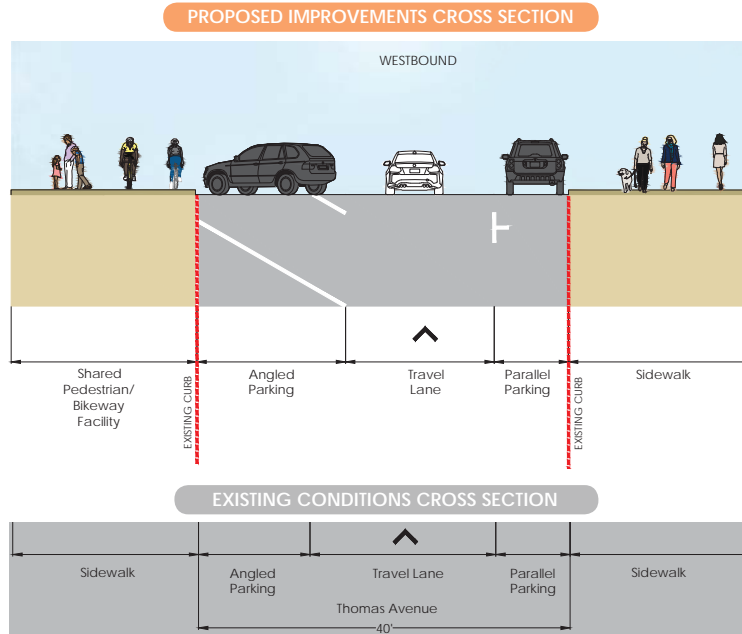 PROPOSED IMPROVEMENTS CROSS SECTION
WESTBOUND
Shared
Pedestrian/
Bikeway
Facility
EXISTING CURB
Angled
Parking
Travel
Lane
Parallel
Parking
EXISTING CURB
Sidewalk
EXISTING CONDITIONS CROSS SECTION
Sidewalk
Angled
Parking
Travel Lane
Parallel
Parking
Sidewalk
Thomas Avenue
40'